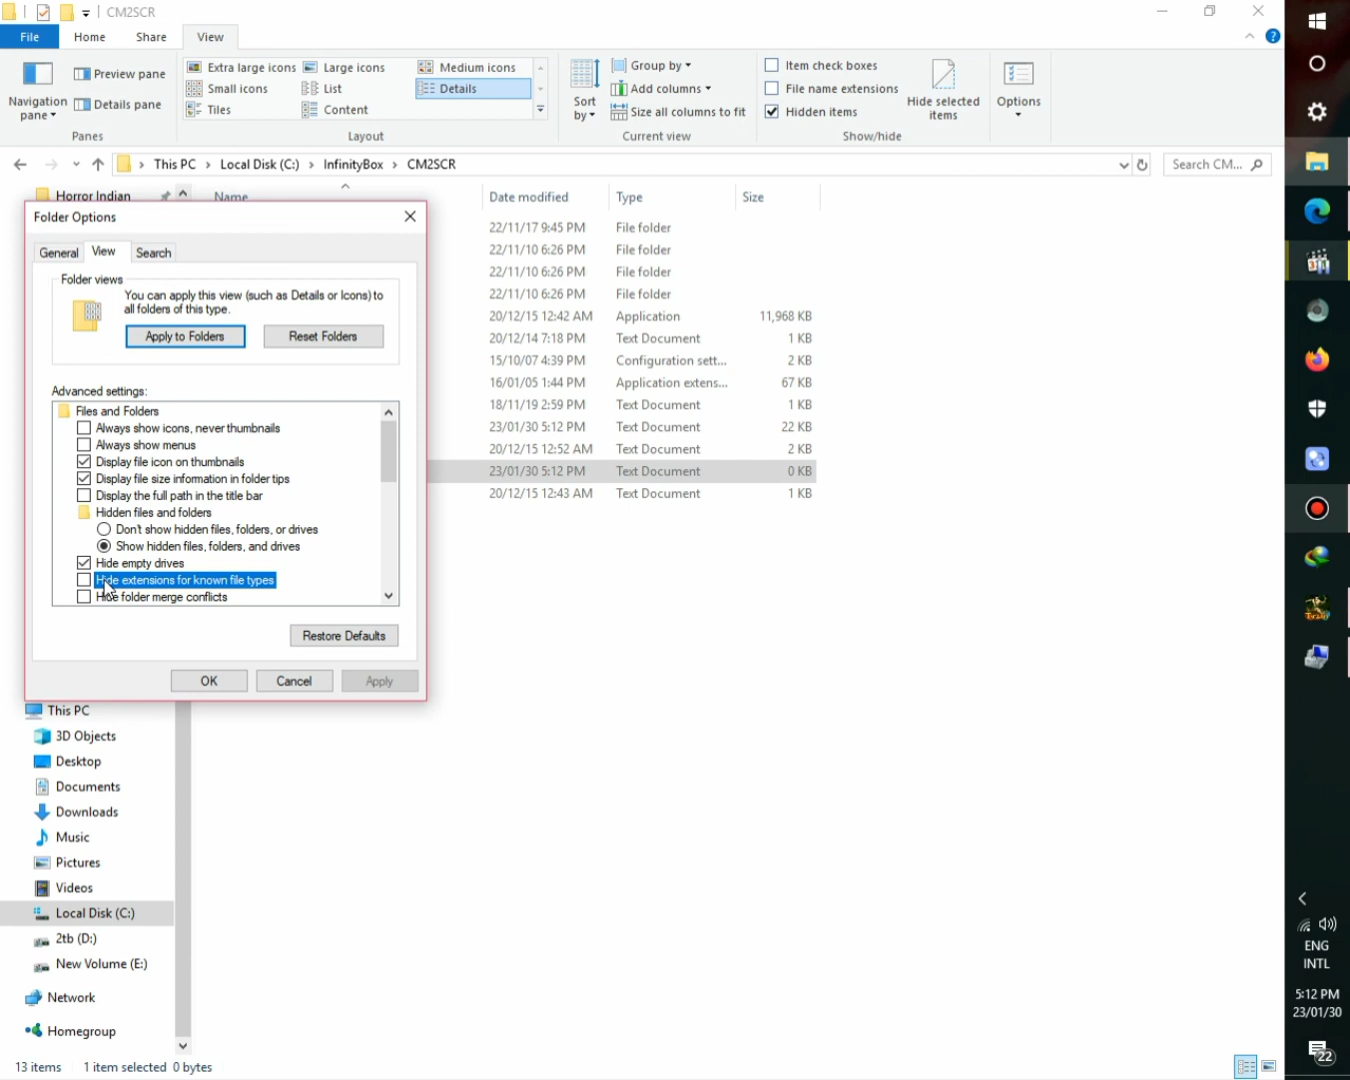 CM2SCR
File Home Share View
Navigation pane
Preview pane
Details pane
Panes
Extra large icons Large icons Medium icons
Small icons List Details
Tiles Content
Layout
Sort by
Group by
Add columns
Size all columns to fit
Current view
Item check boxes
File name extensions
Hidden items
Hide selected items
Show/hide
Options
This PC Local Disk (C:) InfinityBox CM2SCR
Search CM...
Horror Indian
Name Date modified Type Size
22/11/17 9:45 PM File folder
22/11/10 6:26 PM File folder
22/11/10 6:26 PM File folder
22/11/10 6:26 PM File folder
20/12/15 12:42 AM Application 11,968 KB
20/12/14 7:18 PM Text Document 1 KB
15/10/07 4:39 PM Configuration sett... 2 KB
16/01/05 1:44 PM Application extens... 67 KB
18/11/19 2:59 PM Text Document 1 KB
23/01/30 5:12 PM Text Document 22 KB
20/12/15 12:52 AM Text Document 2 KB
23/01/30 5:12 PM Text Document 0 KB
20/12/15 12:43 AM Text Document 1 KB
Folder Options
General View Search
Folder views
You can apply this view (such as Details or Icons) to
all folders of this type.
Apply to Folders Reset Folders
Advanced settings:
Files and Folders
Always show icons, never thumbnails
Always show menus
Display file icon on thumbnails
Display file size information in folder tips
Display the full path in the title bar
Hidden files and folders
Don't show hidden files, folders, or drives
Show hidden files, folders, and drives
Hide empty drives
Hide extensions for known file types
Hide folder merge conflicts
Restore Defaults
OK Cancel Apply
This PC
3D Objects
Desktop
Documents
Downloads
Music
Pictures
Videos
Local Disk (C:)
2tb (D:)
New Volume (E:)
Network
Homegroup
13 items 1 item selected 0 bytes
ENG
INTL
5:12 PM
23/01/30
22